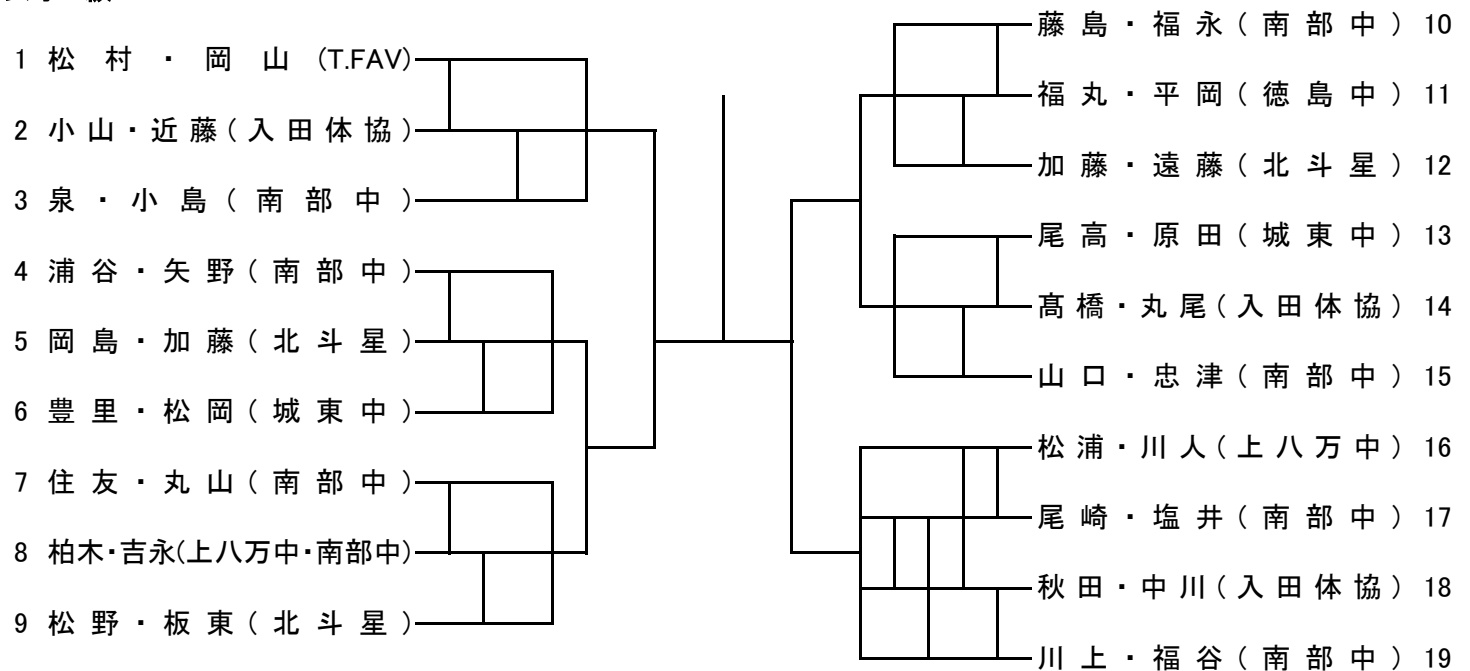 1 松村・岡山 (T.FAV)
2 小山・近藤(入田体協)
3 泉・小島(南部中)
4 浦谷・矢野(南部中)
5 岡島・加藤(北斗星)
6 豊里・松岡(城東中)
7 住友・丸山(南部中)
8 柏木・吉永(上八万中・南部中)
9 松野・板東(北斗星)
藤島・福永(南部中) 10
福丸・平岡(徳島中) 11
加藤・遠藤(北斗星) 12
尾高・原田(城東中) 13
髙橋・丸尾(入田体協) 14
山口・忠津(南部中) 15
松浦・川人(上八万中) 16
尾崎・塩井(南部中) 17
秋田・中川(入田体協) 18
川上・福谷(南部中) 19